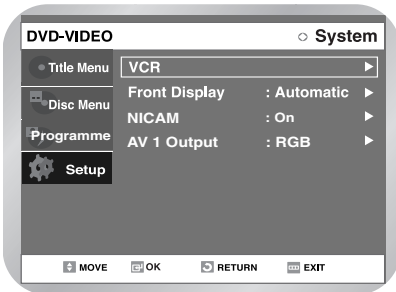 DVD-VIDEO System
Title Menu
Disc Menu
Programme
Setup
VCR
Front Display : Automatic
NICAM : On
AV 1 Output : RGB
MOVE OK RETURN EXIT